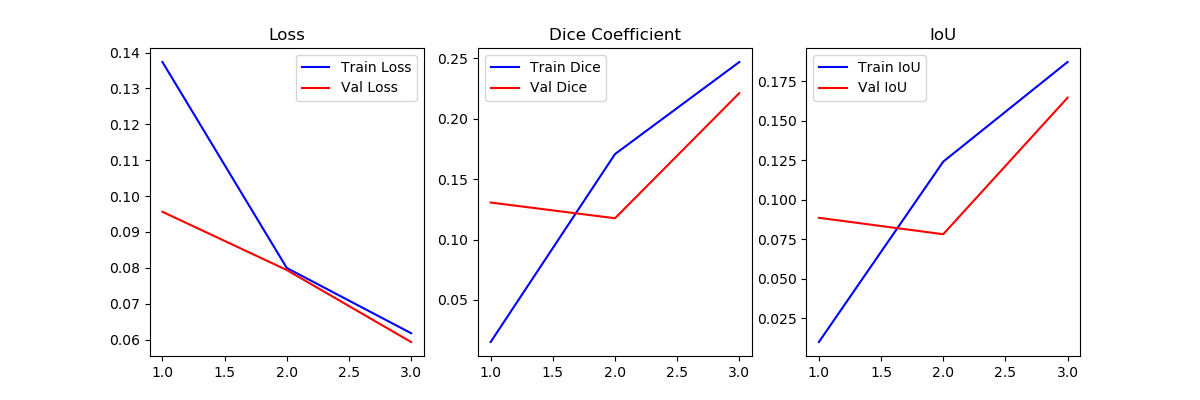 Loss
0.14
0.13
0.12
0.11
0.10
0.09
0.08
0.07
0.06
1.0 1.5 2.0 2.5 3.0
Train Loss
Val Loss
Dice Coefficient
0.25
0.20
0.15
0.10
0.05
1.0 1.5 2.0 2.5 3.0
Train Dice
Val Dice
IoU
0.175
0.150
0.125
0.100
0.075
0.050
0.025
1.0 1.5 2.0 2.5 3.0
Train IoU
Val IoU